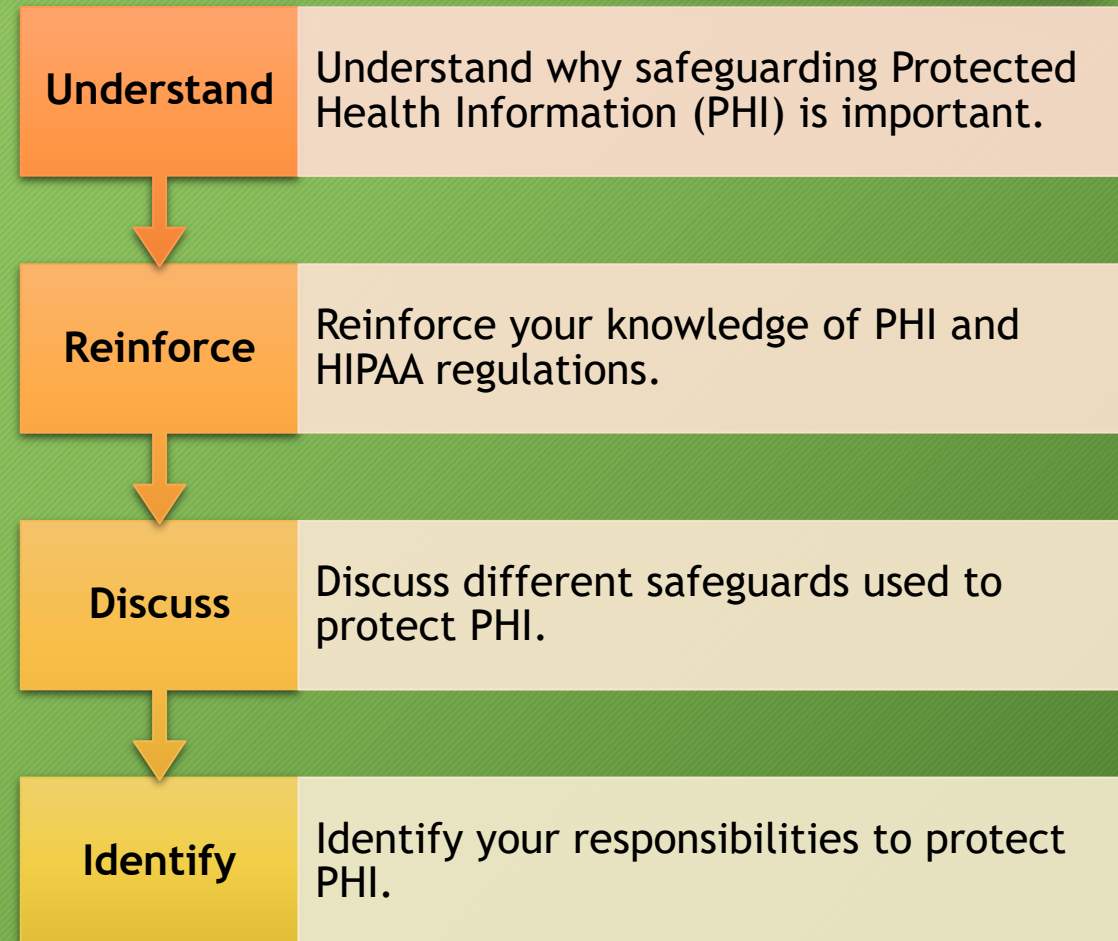 Understand
Understand why safeguarding Protected
Health Information (PHI) is important.
Reinforce
Reinforce your knowledge of PHI and
HIPAA regulations.
Discuss
Discuss different safeguards used to
protect PHI.
Identify
Identify your responsibilities to protect
PHI.